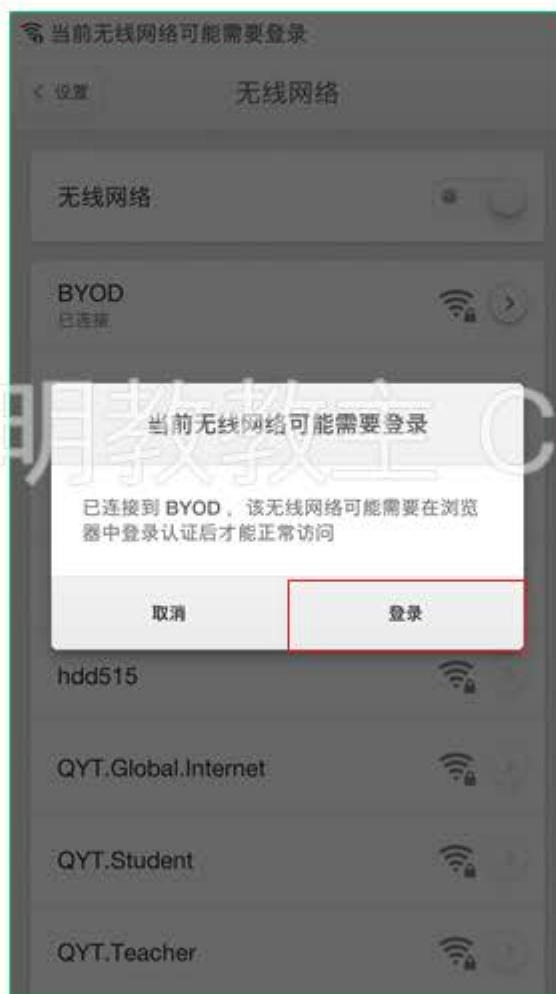 当前无线网络可能需要登录
设置
无线网络
无线网络
BYOD
已连接
明教教主 C
当前无线网络可能需要登录
已连接到 BYOD ，该无线网络可能需要在浏览
器中登录认证后才能正常访问
取消
登录
hdd515
QYT.Global.Internet
QYT.Student
QYT.Teacher